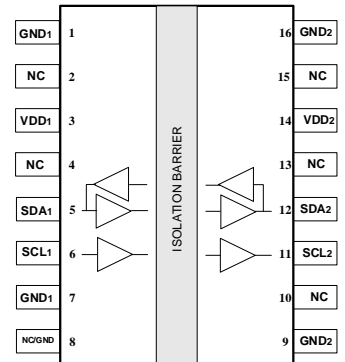 GND1 1 16 GND2
NC 2 15 NC
VDD1 3 14 VDD2
NC 4 13 NC
SDA1 5 12 SDA2
SCL1 6 11 SCL2
GND1 7 10 NC
NC/GND 8 9 GND2
ISOLATION BARRIER